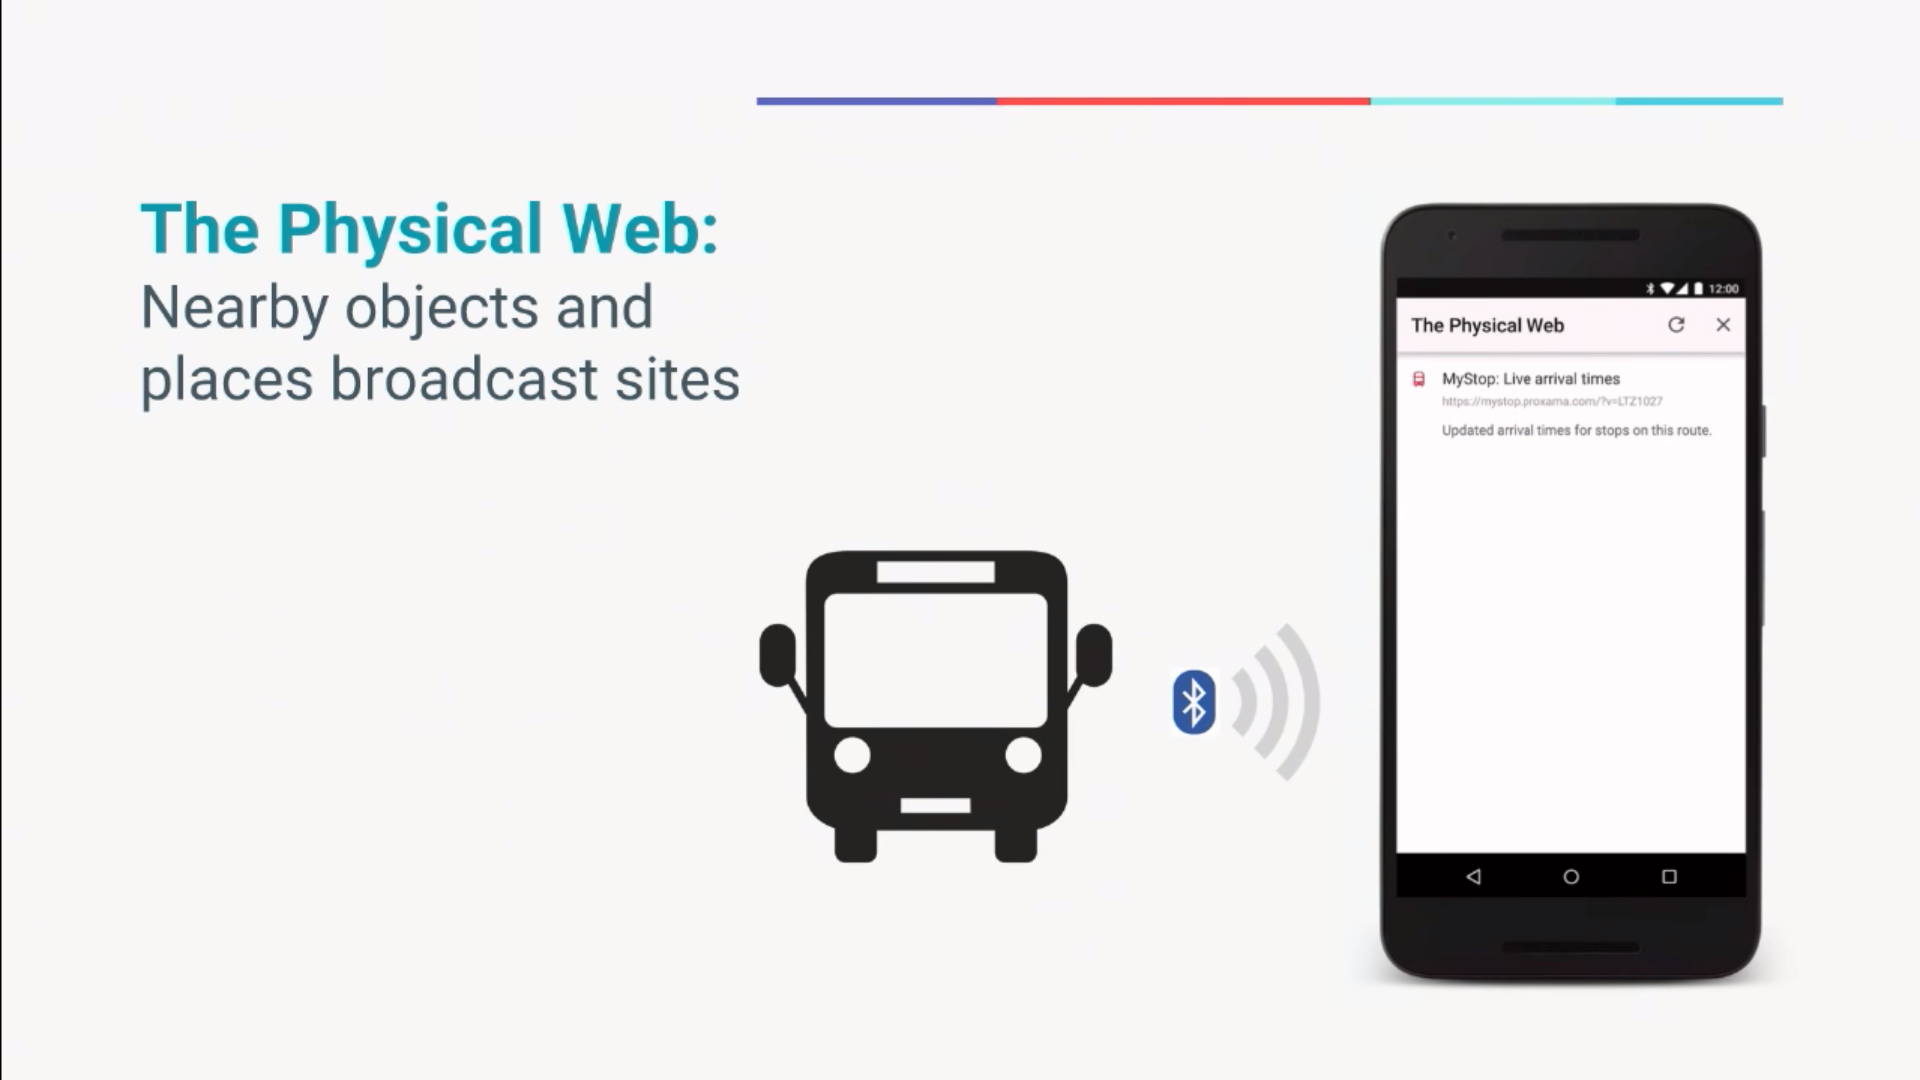 The Physical Web:
Nearby objects and
places broadcast sites
12:00
The Physical Web
MyStop: Live arrival times
https://mystop.proxama.com/?v=LTZ1027
Updated arrival times for stops on this route.